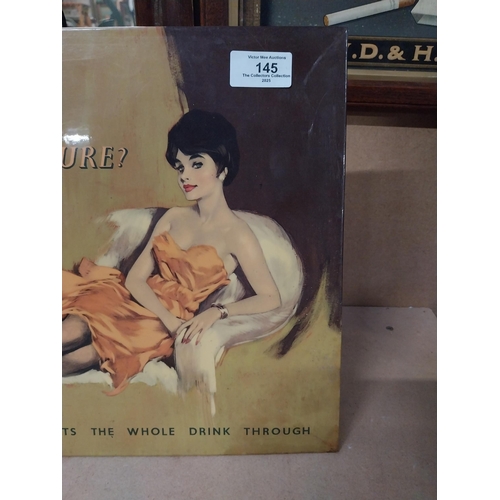 Victor Mee Auctions
145
The Collectors Collection
2025
.D. & H.
URE?
TS THE WHOLE DRINK THROUGH